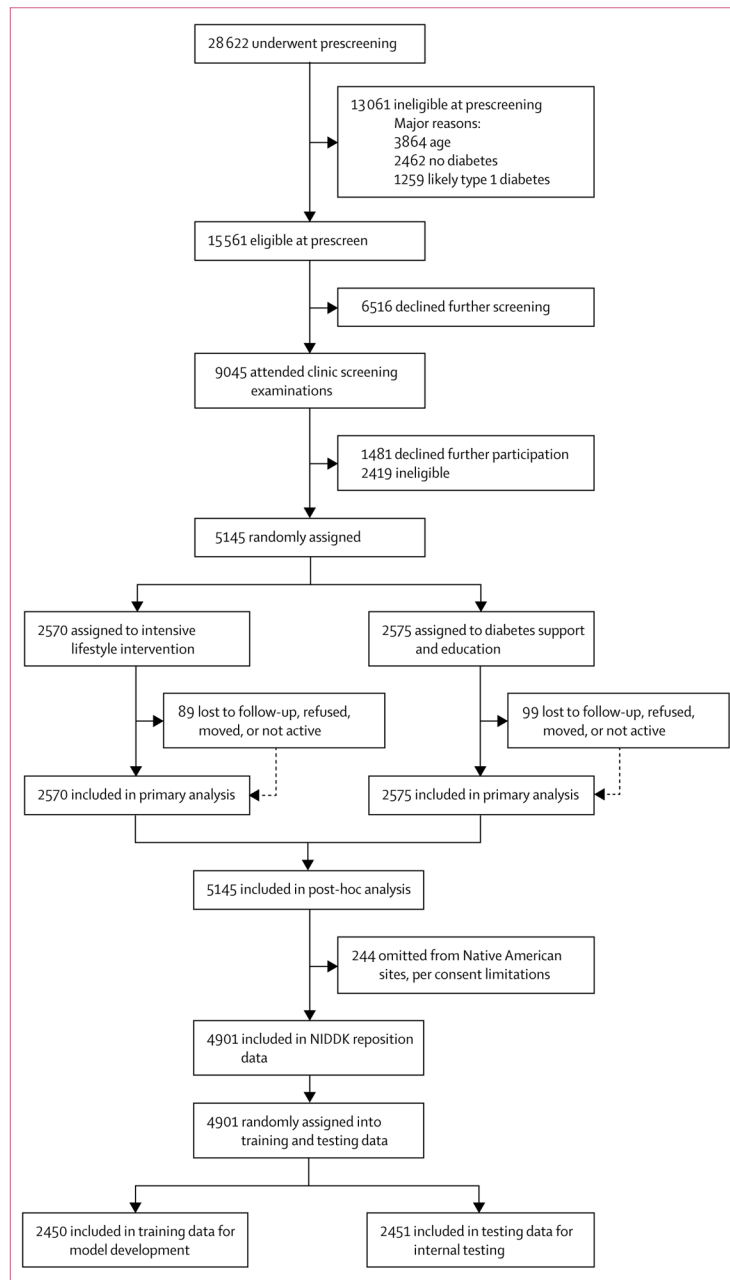 28 622 underwent prescreening
13 061 ineligible at prescreening
Major reasons:
3864 age
2462 no diabetes
1259 likely type 1 diabetes
15 561 eligible at prescreen
6516 declined further screening
9045 attended clinic screening
examinations
1481 declined further participation
2419 ineligible
5145 randomly assigned
2570 assigned to intensive
lifestyle intervention
2575 assigned to diabetes support
and education
89 lost to follow-up, refused,
moved, or not active
99 lost to follow-up, refused,
moved, or not active
2570 included in primary analysis
2575 included in primary analysis
5145 included in post-hoc analysis
244 omitted from Native American
sites, per consent limitations
4901 included in NIDDK reposition
data
4901 randomly assigned into
training and testing data
2450 included in training data for
model development
2451 included in testing data for
internal testing